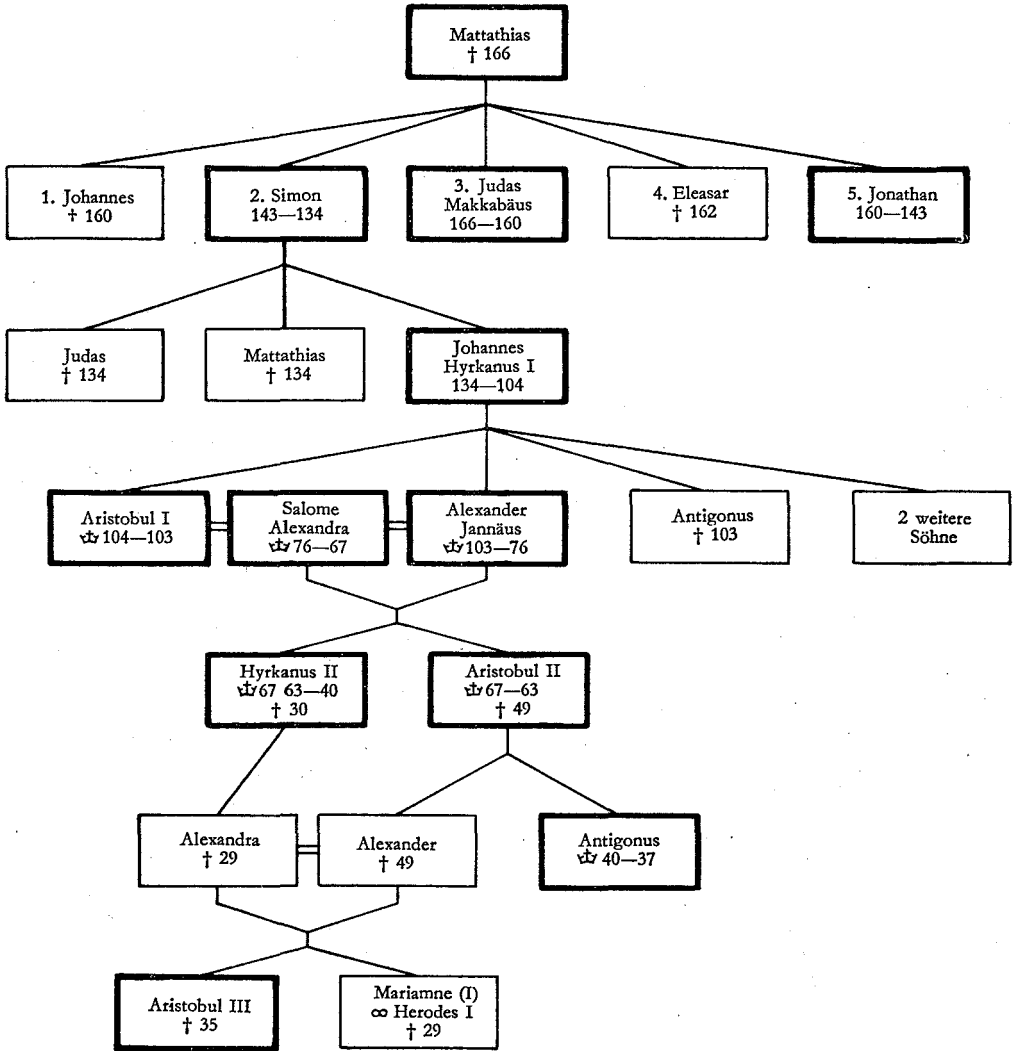 Mattathias
† 166
1. Johannes
† 160
2. Simon
143—134
3. Judas
Makkabäus
166—160
4. Eleasar
† 162
5. Jonathan
160—143
Judas
† 134
Mattathias
† 134
Johannes
Hyrkanus I
134—104
Aristobul I
104—103
Salome
Alexandra
76—67
Alexander
Jannäus
103—76
Antigonus
† 103
2 weitere
Söhne
Hyrkanus II
67 63—40
† 30
Aristobul II
67—63
† 49
Alexandra
† 29
Alexander
† 49
Antigonus
40—37
Aristobul III
† 35
Mariamne (I)
∞ Herodes I
† 29